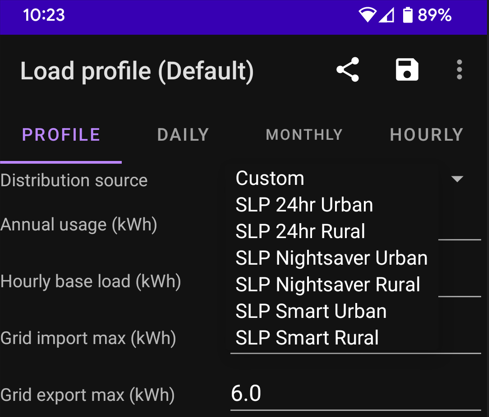 10:23 89%
Load profile (Default)
PROFILE DAILY MONTHLY HOURLY
Distribution source
Custom
SLP 24hr Urban
SLP 24hr Rural
SLP Nightsaver Urban
SLP Nightsaver Rural
SLP Smart Urban
SLP Smart Rural
Annual usage (kWh)
Hourly base load (kWh)
Grid import max (kWh)
Grid export max (kWh) 6.0